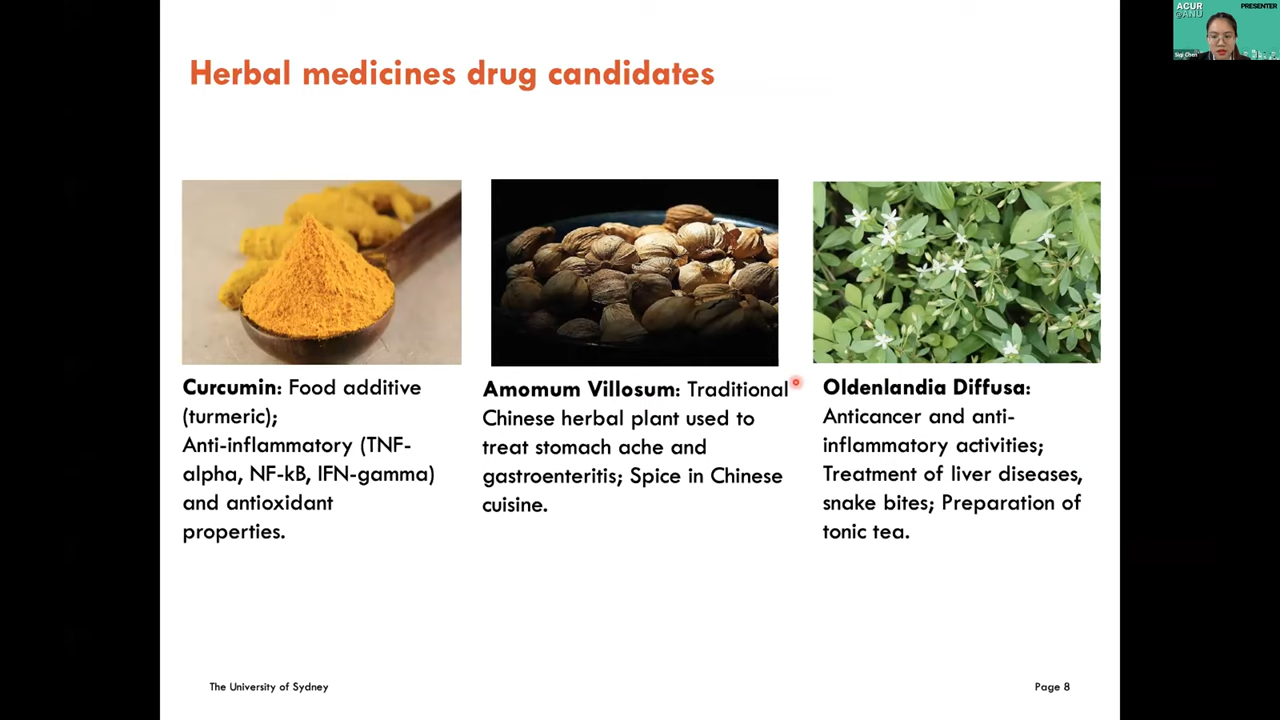 Herbal medicines drug candidates
Curcumin: Food additive
(turmeric);
Anti-inflammatory (TNF-
alpha, NF-kB, IFN-gamma)
and antioxidant
properties.
Amomum Villosum: Traditional
Chinese herbal plant used to
treat stomach ache and
gastroenteritis; Spice in Chinese
cuisine.
Oldenlandia Diffusa:
Anticancer and anti-
inflammatory activities;
Treatment of liver diseases,
snake bites; Preparation of
tonic tea.
The University of Sydney
Page 8
ACUR
@ANU
PRESENTER
Siqi Chen